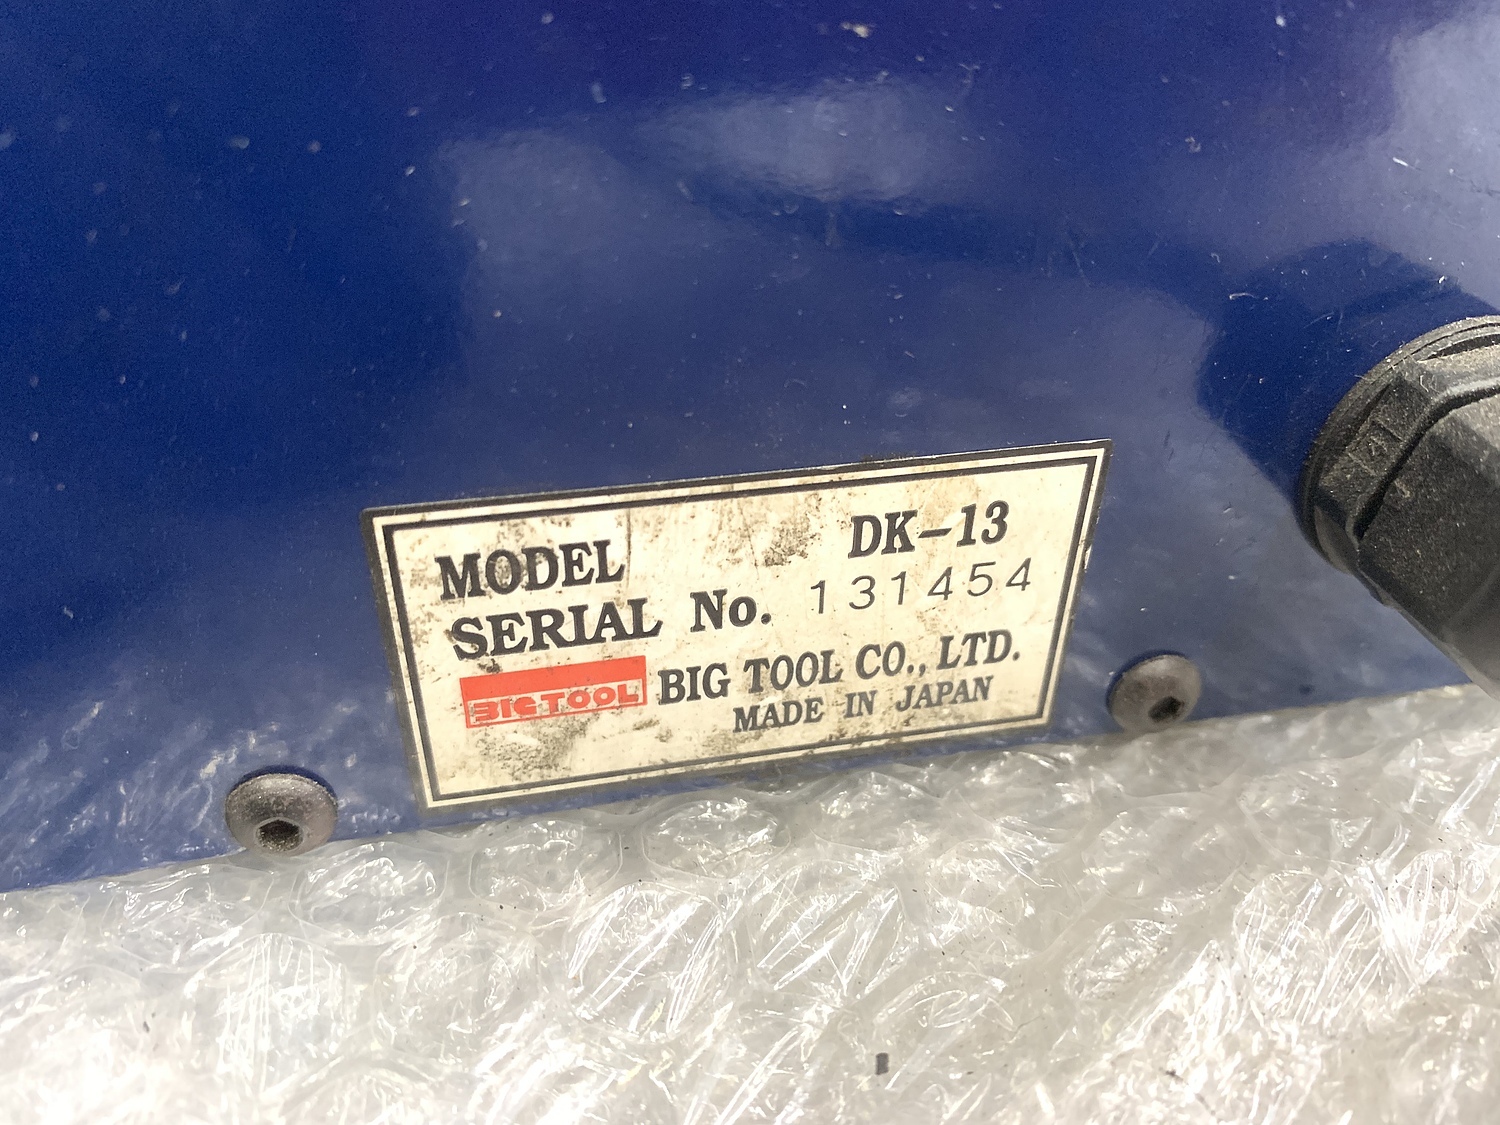 MODEL DK-13
SERIAL No. 131454
BIG TOOL BIG TOOL CO., LTD.
MADE IN JAPAN